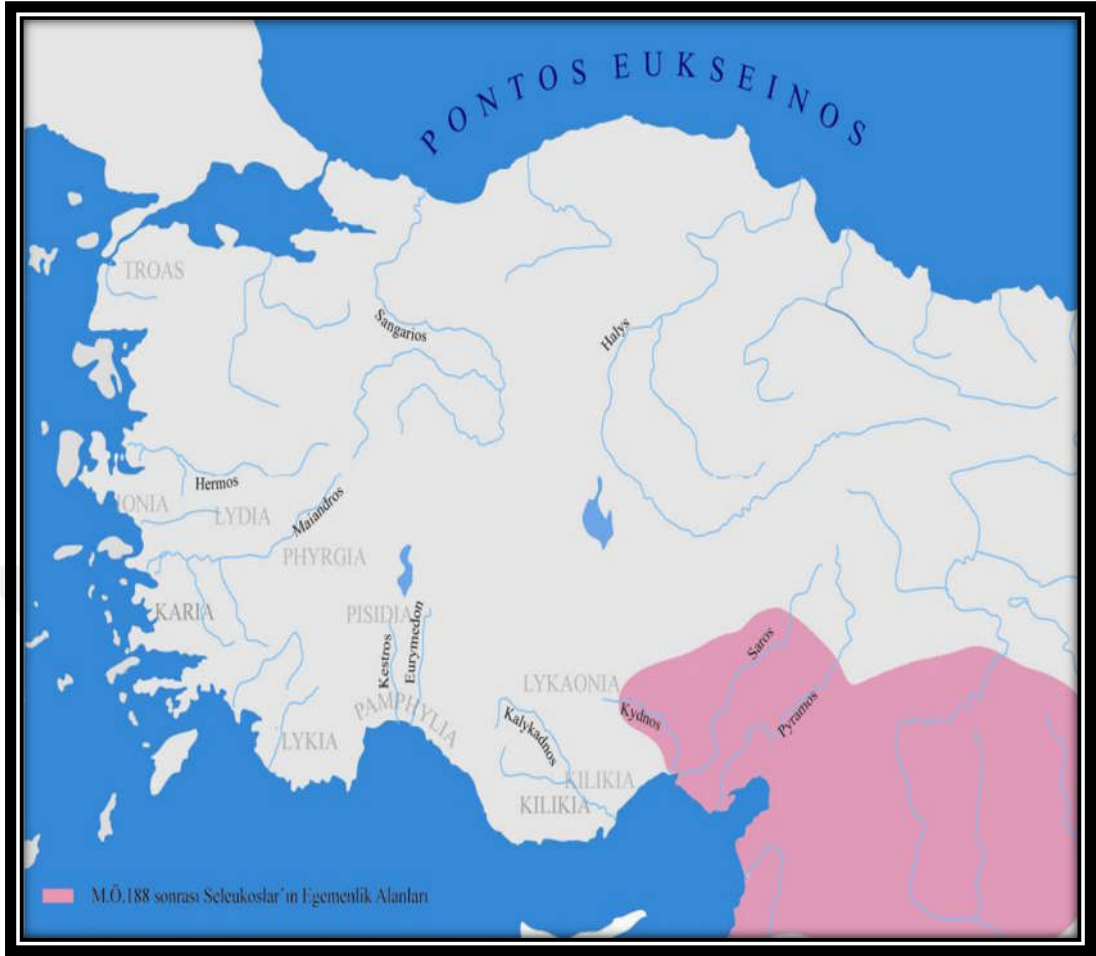 PONTOS EUKSEINOS
TROAS
Sangarios
Halys
Hermos
IONIA
LYDIA
Maiandros
PHYRGIA
KARIA
PISIDIA
Kestros
Eurymedon
Saros
LYKAONIA
Kydnos
Pyramos
PAMPHYLIA
Kalykadnos
LYKIA
KILIKIA
KILIKIA
M.Ö.188 sonrası Seleukoslar'ın Egemenlik Alanları